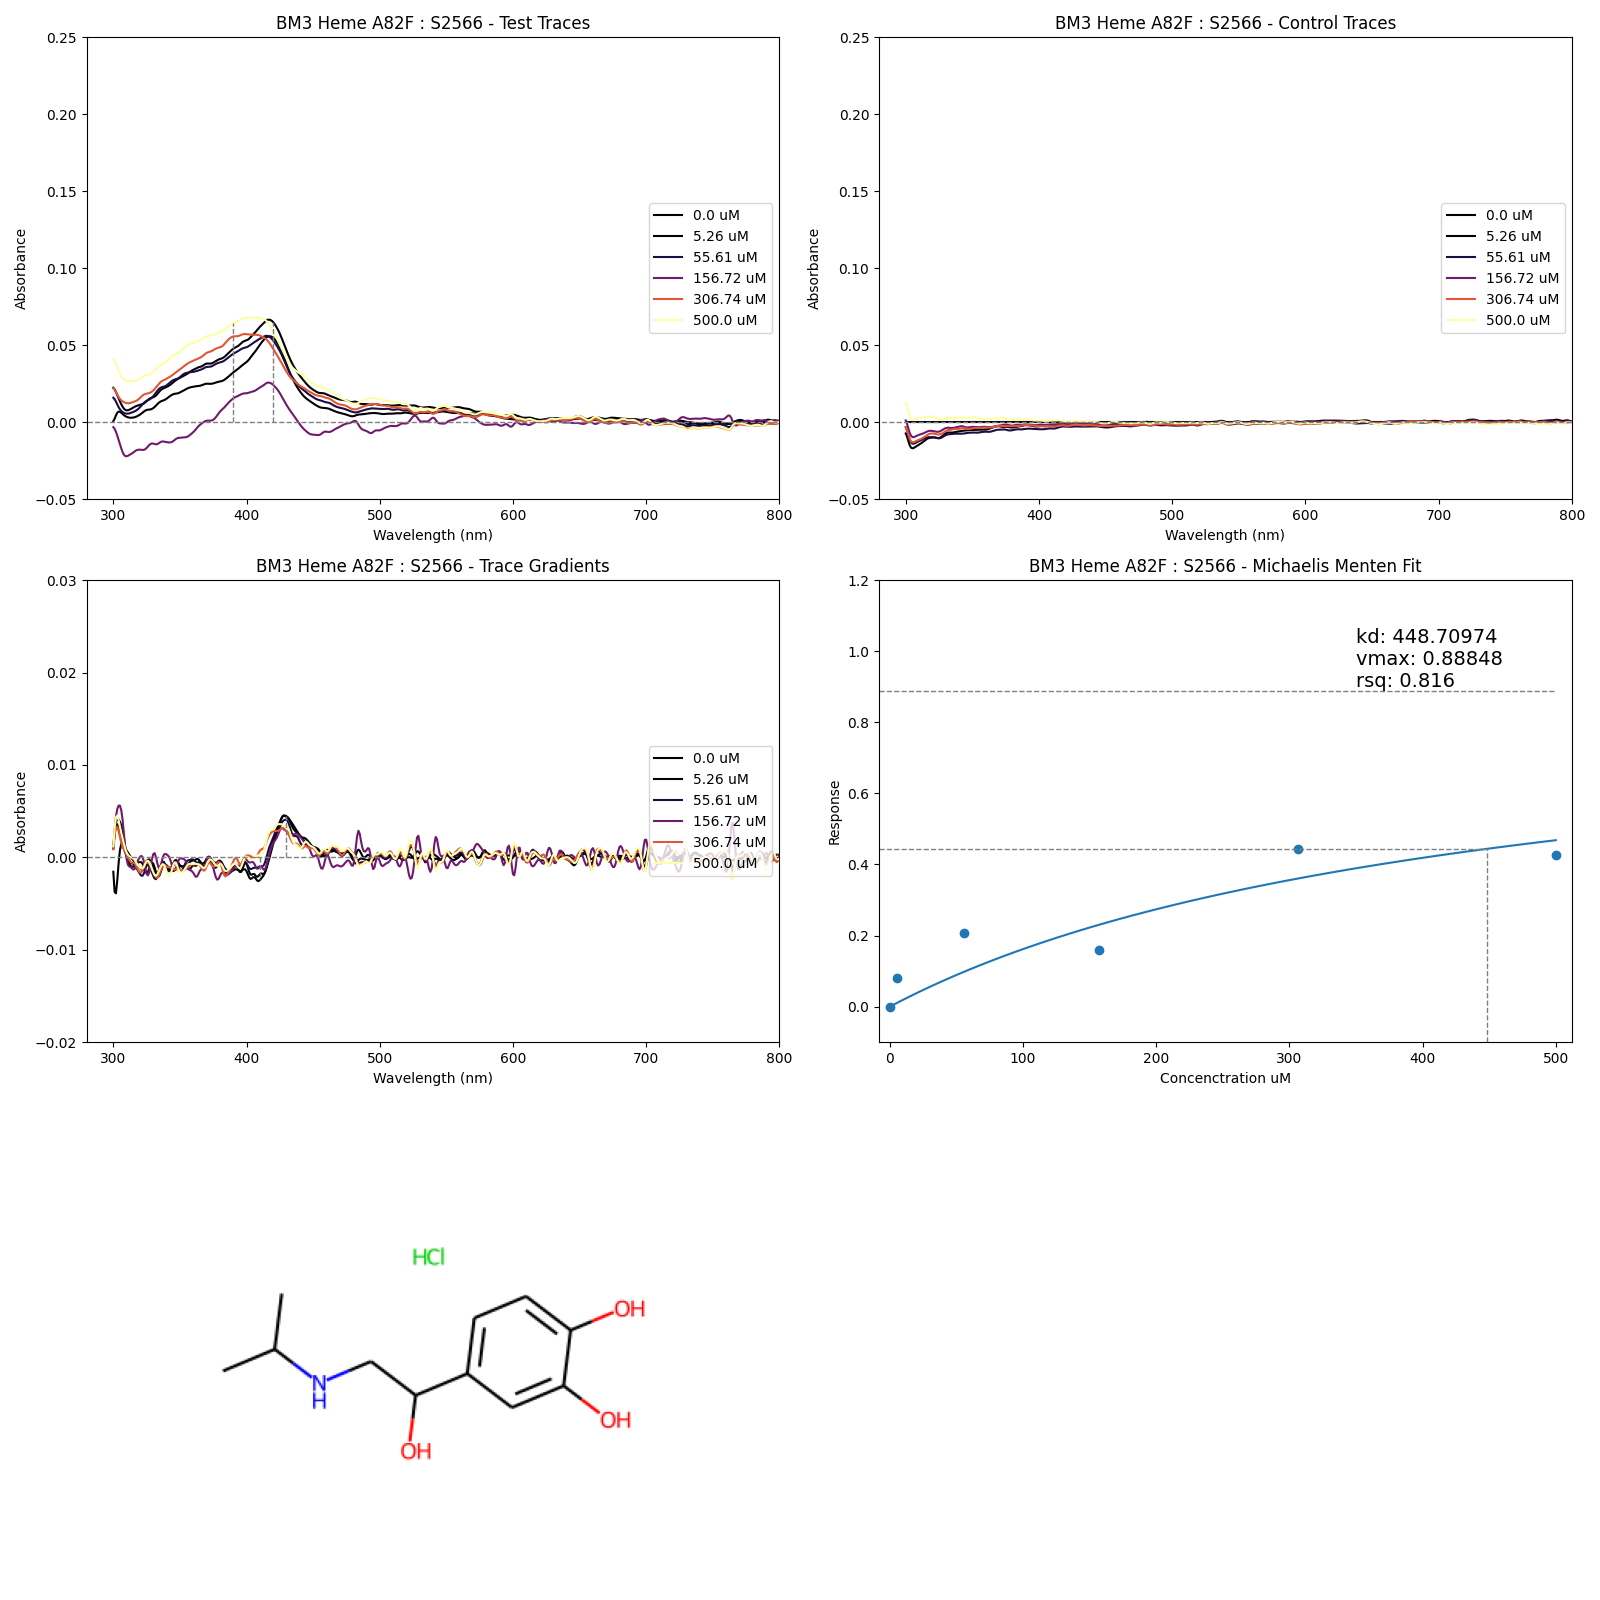 BM3 Heme A82F : S2566 - Test Traces
0.25
0.20
0.15
0.10
0.05
0.00
−0.05
Absorbance
0.0 uM
5.26 uM
55.61 uM
156.72 uM
306.74 uM
500.0 uM
300 400 500 600 700 800
Wavelength (nm)
BM3 Heme A82F : S2566 - Control Traces
0.25
0.20
0.15
0.10
0.05
0.00
−0.05
Absorbance
0.0 uM
5.26 uM
55.61 uM
156.72 uM
306.74 uM
500.0 uM
300 400 500 600 700 800
Wavelength (nm)
BM3 Heme A82F : S2566 - Trace Gradients
0.03
0.02
0.01
0.00
−0.01
−0.02
Absorbance
0.0 uM
5.26 uM
55.61 uM
156.72 uM
306.74 uM
500.0 uM
300 400 500 600 700 800
Wavelength (nm)
BM3 Heme A82F : S2566 - Michaelis Menten Fit
1.2
1.0
0.8
0.6
0.4
0.2
0.0
Response
kd: 448.70974
vmax: 0.88848
rsq: 0.816
0 100 200 300 400 500
Concenctration uM
HCl
OH
N
H
OH
OH